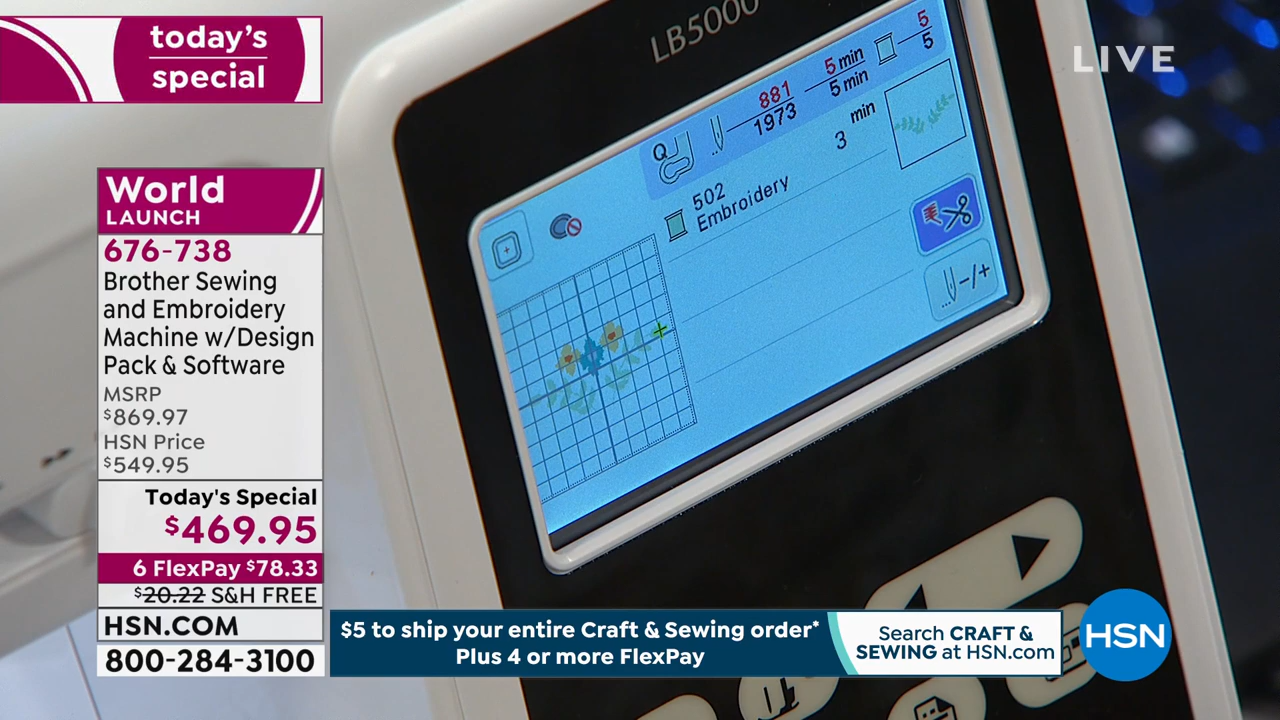 today's
special
World
LAUNCH
676-738
Brother Sewing
and Embroidery
Machine w/Design
Pack & Software
MSRP
$869.97
HSN Price
$549.95
Today's Special
$469.95
6 FlexPay $78.33
$20.22 S&H FREE
HSN.COM
800-284-3100
LB5000
Q
881
1973
5 min
5 min
5
5
3 min
502
Embroidery
-/+
LIVE
$5 to ship your entire Craft & Sewing order*
Plus 4 or more FlexPay
Search CRAFT &
SEWING at HSN.com
HSN